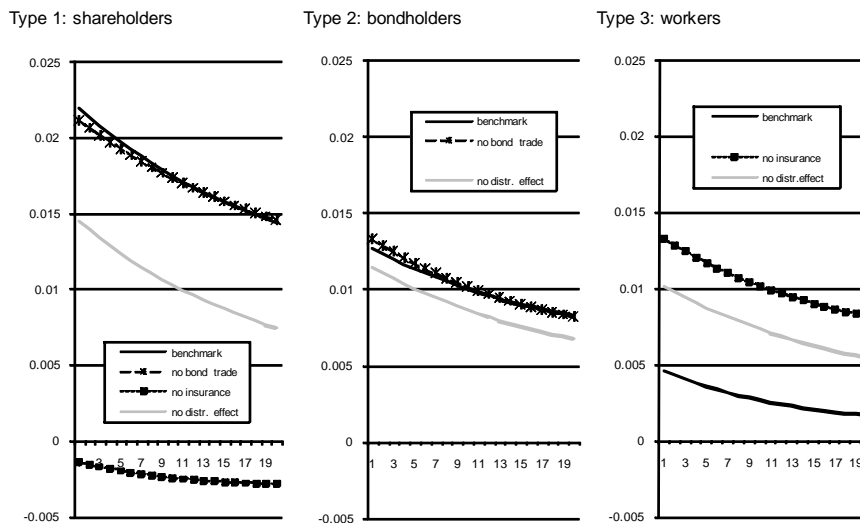 Type 1: shareholders
Type 2: bondholders
Type 3: workers
0.025
0.02
0.015
0.01
0.005
0
-0.005
1 3 5 7 9 11 13 15 17 19
benchmark
no bond trade
no insurance
no distr. effect
0.025
0.02
0.015
0.01
0.005
0
-0.005
1 3 5 7 9 11 13 15 17 19
benchmark
no bond trade
no distr. effect
0.025
0.02
0.015
0.01
0.005
0
-0.005
1 3 5 7 9 11 13 15 17 19
benchmark
no insurance
no distr.effect